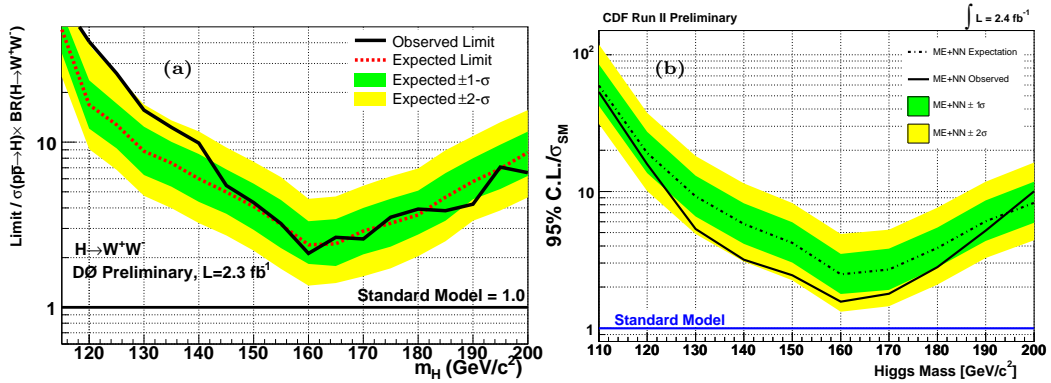 Limit / σ(pp̄→H)× BR(H→W⁺W⁻)
(a)
Observed Limit
Expected Limit
Expected ±1-σ
Expected ±2-σ
10
1
H→W⁺W⁻
DØ Preliminary, L=2.3 fb⁻¹
Standard Model = 1.0
120 130 140 150 160 170 180 190 200
m_H (GeV/c²)
CDF Run II Preliminary
∫ L = 2.4 fb⁻¹
95% C.L./σ_SM
(b)
ME+NN Expectation
ME+NN Observed
ME+NN ± 1σ
ME+NN ± 2σ
10²
10
1
Standard Model
110 120 130 140 150 160 170 180 190 200
Higgs Mass [GeV/c²]